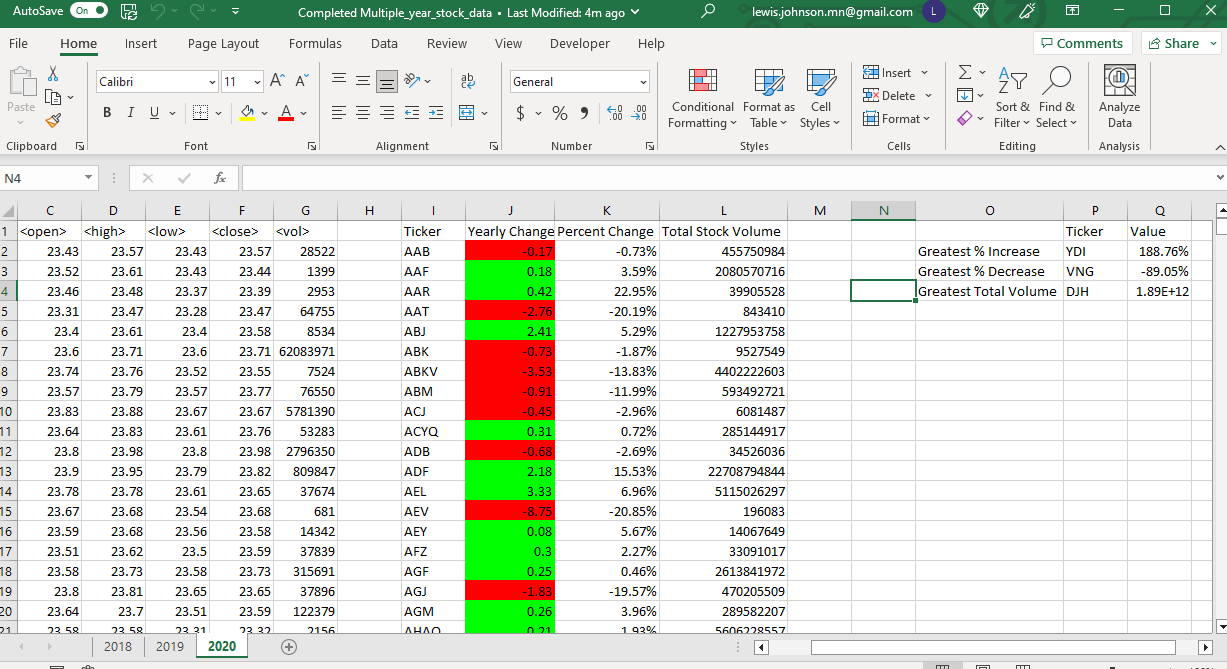 AutoSave On Completed Multiple_year_stock_data • Last Modified: 4m ago lewis.johnson.mn@gmail.com L
File Home Insert Page Layout Formulas Data Review View Developer Help Comments Share
Paste Calibri 11 A A ab General Insert Σ
B I U A $ % 9 Conditional Formatting Format as Table Cell Styles Delete Format Sort & Filter Find & Select Analyze Data
Clipboard Font Alignment Number Styles Cells Editing Analysis
N4 fx
C D E F G H I J K L M N O P Q
1 <open> <high> <low> <close> <vol> Ticker Yearly Change Percent Change Total Stock Volume Ticker Value
2 23.43 23.57 23.43 23.57 28522 AAB -0.17 -0.73% 455750784 Greatest % Increase YDI 188.76%
3 23.52 23.61 23.43 23.44 1399 AAF 0.18 3.59% 2080570716 Greatest % Decrease VNG -89.05%
4 23.46 23.48 23.37 23.39 2953 AAR 0.42 22.95% 39905528 Greatest Total Volume DJH 1.89E+12
5 23.31 23.47 23.28 23.47 64755 AAT -2.76 -20.19% 843410
6 23.4 23.61 23.4 23.58 8534 ABJ 2.41 5.29% 1227953758
7 23.6 23.71 23.6 23.71 62083971 ABK -0.73 -1.87% 9527549
8 23.74 23.76 23.52 23.55 7524 ABKV -3.53 -13.83% 4402222603
9 23.57 23.79 23.57 23.77 76550 ABM -0.91 -11.99% 593492721
10 23.83 23.88 23.67 23.67 5781390 ACJ -0.45 -2.96% 6081487
11 23.64 23.83 23.61 23.76 53283 ACYQ 0.31 0.72% 285144917
12 23.8 23.98 23.8 23.98 2796350 ADB -0.68 -2.69% 34526036
13 23.9 23.95 23.79 23.82 809847 ADF 2.18 15.53% 22708794844
14 23.78 23.78 23.61 23.65 37674 AEL 3.33 6.96% 5115026297
15 23.67 23.68 23.54 23.68 681 AEV -8.75 -20.85% 196083
16 23.59 23.68 23.56 23.58 14342 AEY 0.08 5.67% 14067649
17 23.51 23.62 23.5 23.59 37839 AFZ 0.3 2.27% 33091017
18 23.58 23.73 23.58 23.73 315691 AGF 0.25 0.46% 2613841972
19 23.8 23.81 23.65 23.65 37896 AGJ -1.83 -19.57% 470205509
20 23.64 23.7 23.51 23.59 122379 AGM 0.26 3.96% 289582207
21 23.58 23.58 23.31 23.32 2156 AHAQ 0.21 1.93% 5606228557
2018 2019 2020